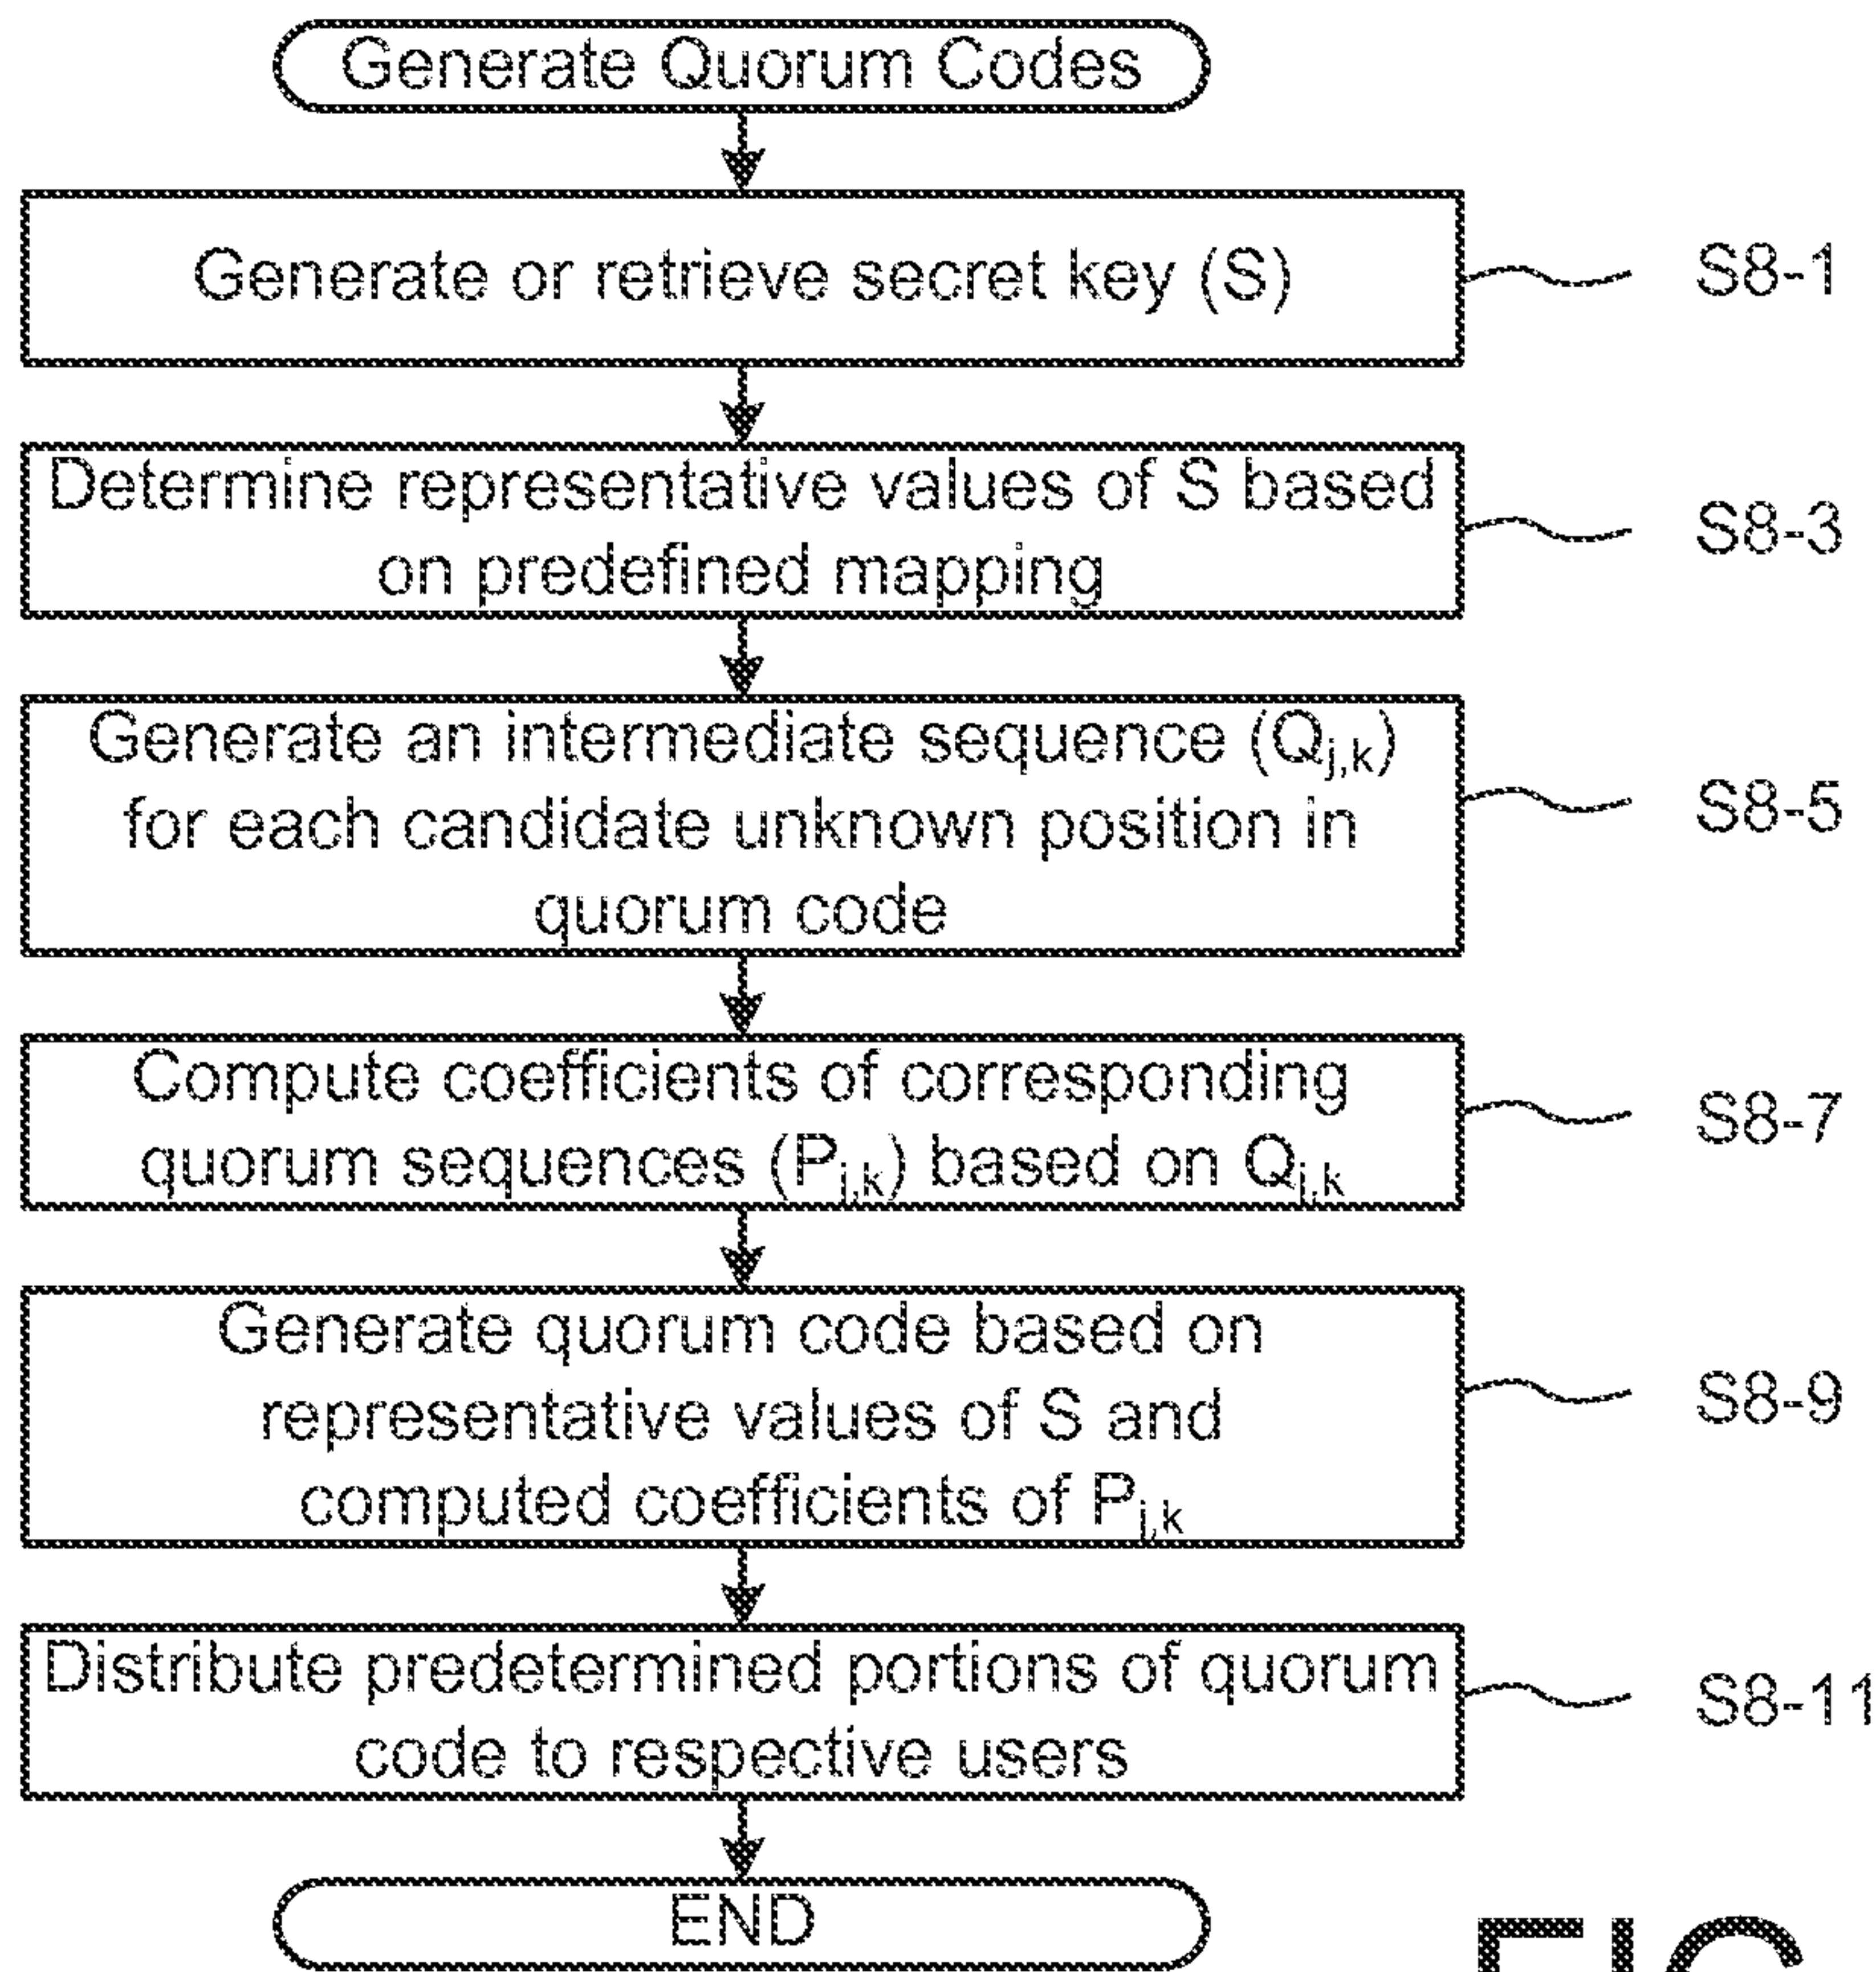 Generate Quorum Codes
Generate or retrieve secret key (S)
S8-1
Determine representative values of S based
on predefined mapping
S8-3
Generate an intermediate sequence (Qj,k)
for each candidate unknown position in
quorum code
S8-5
Compute coefficients of corresponding
quorum sequences (Pj,k) based on Qj,k
S8-7
Generate quorum code based on
representative values of S and
computed coefficients of Pj,k
S8-9
Distribute predetermined portions of quorum
code to respective users
S8-11
END
FIG